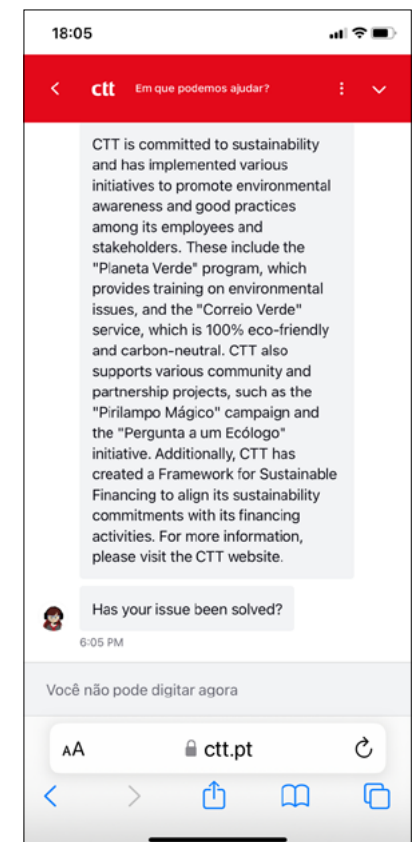 18:05
ctt Em que podemos ajudar?
CTT is committed to sustainability
and has implemented various
initiatives to promote environmental
awareness and good practices
among its employees and
stakeholders. These include the
"Planeta Verde" program, which
provides training on environmental
issues, and the "Correio Verde"
service, which is 100% eco-friendly
and carbon-neutral. CTT also
supports various community and
partnership projects, such as the
"Pirilampo Mágico" campaign and
the "Pergunta a um Ecólogo"
initiative. Additionally, CTT has
created a Framework for Sustainable
Financing to align its sustainability
commitments with its financing
activities. For more information,
please visit the CTT website.
Has your issue been solved?
6:05 PM
Você não pode digitar agora
AA ctt.pt